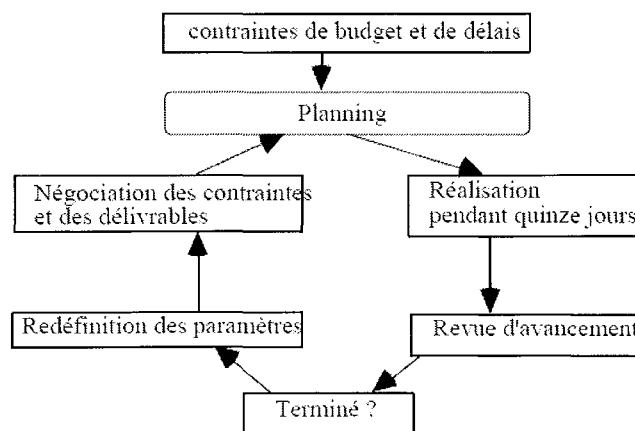 contraintes de budget et de délais
Planning
Négociation des contraintes
et des délivrables
Réalisation
pendant quinze jours
Redéfinition des paramètres
Revue d'avancement
Terminé ?